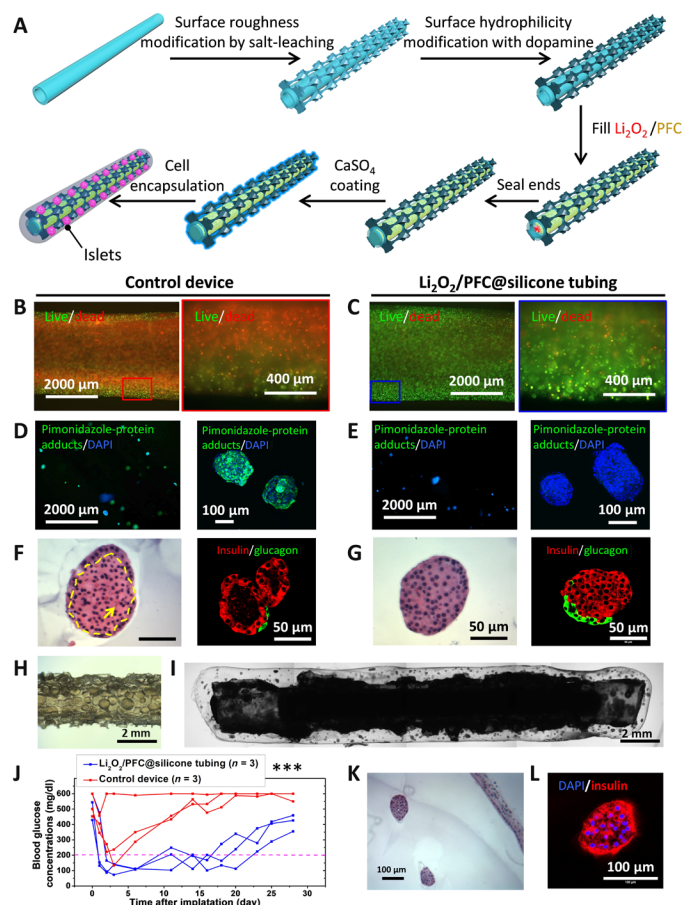 A
Surface roughness
modification by salt-leaching
Surface hydrophilicity
modification with dopamine
Fill Li₂O₂/PFC
Cell
encapsulation
CaSO₄
coating
Seal ends
Islets
Control device
Li₂O₂/PFC@silicone tubing
B
Live/dead
2000 μm
Live/dead
400 μm
C
Live/dead
2000 μm
Live/dead
400 μm
D
Pimonidazole-protein
adducts/DAPI
2000 μm
Pimonidazole-protein
adducts/DAPI
100 μm
E
Pimonidazole-protein
adducts/DAPI
2000 μm
Pimonidazole-protein
adducts/DAPI
100 μm
F
Insulin/glucagon
50 μm
G
50 μm
Insulin/glucagon
50 μm
H
2 mm
I
2 mm
J
Li₂O₂/PFC@silicone tubing (n = 3)
Control device (n = 3)
***
Blood glucose
concentrations (mg/dl)
600
500
400
300
200
100
0
0 5 10 15 20 25 30
Time after implatation (day)
K
100 μm
L
DAPI/Insulin
100 μm